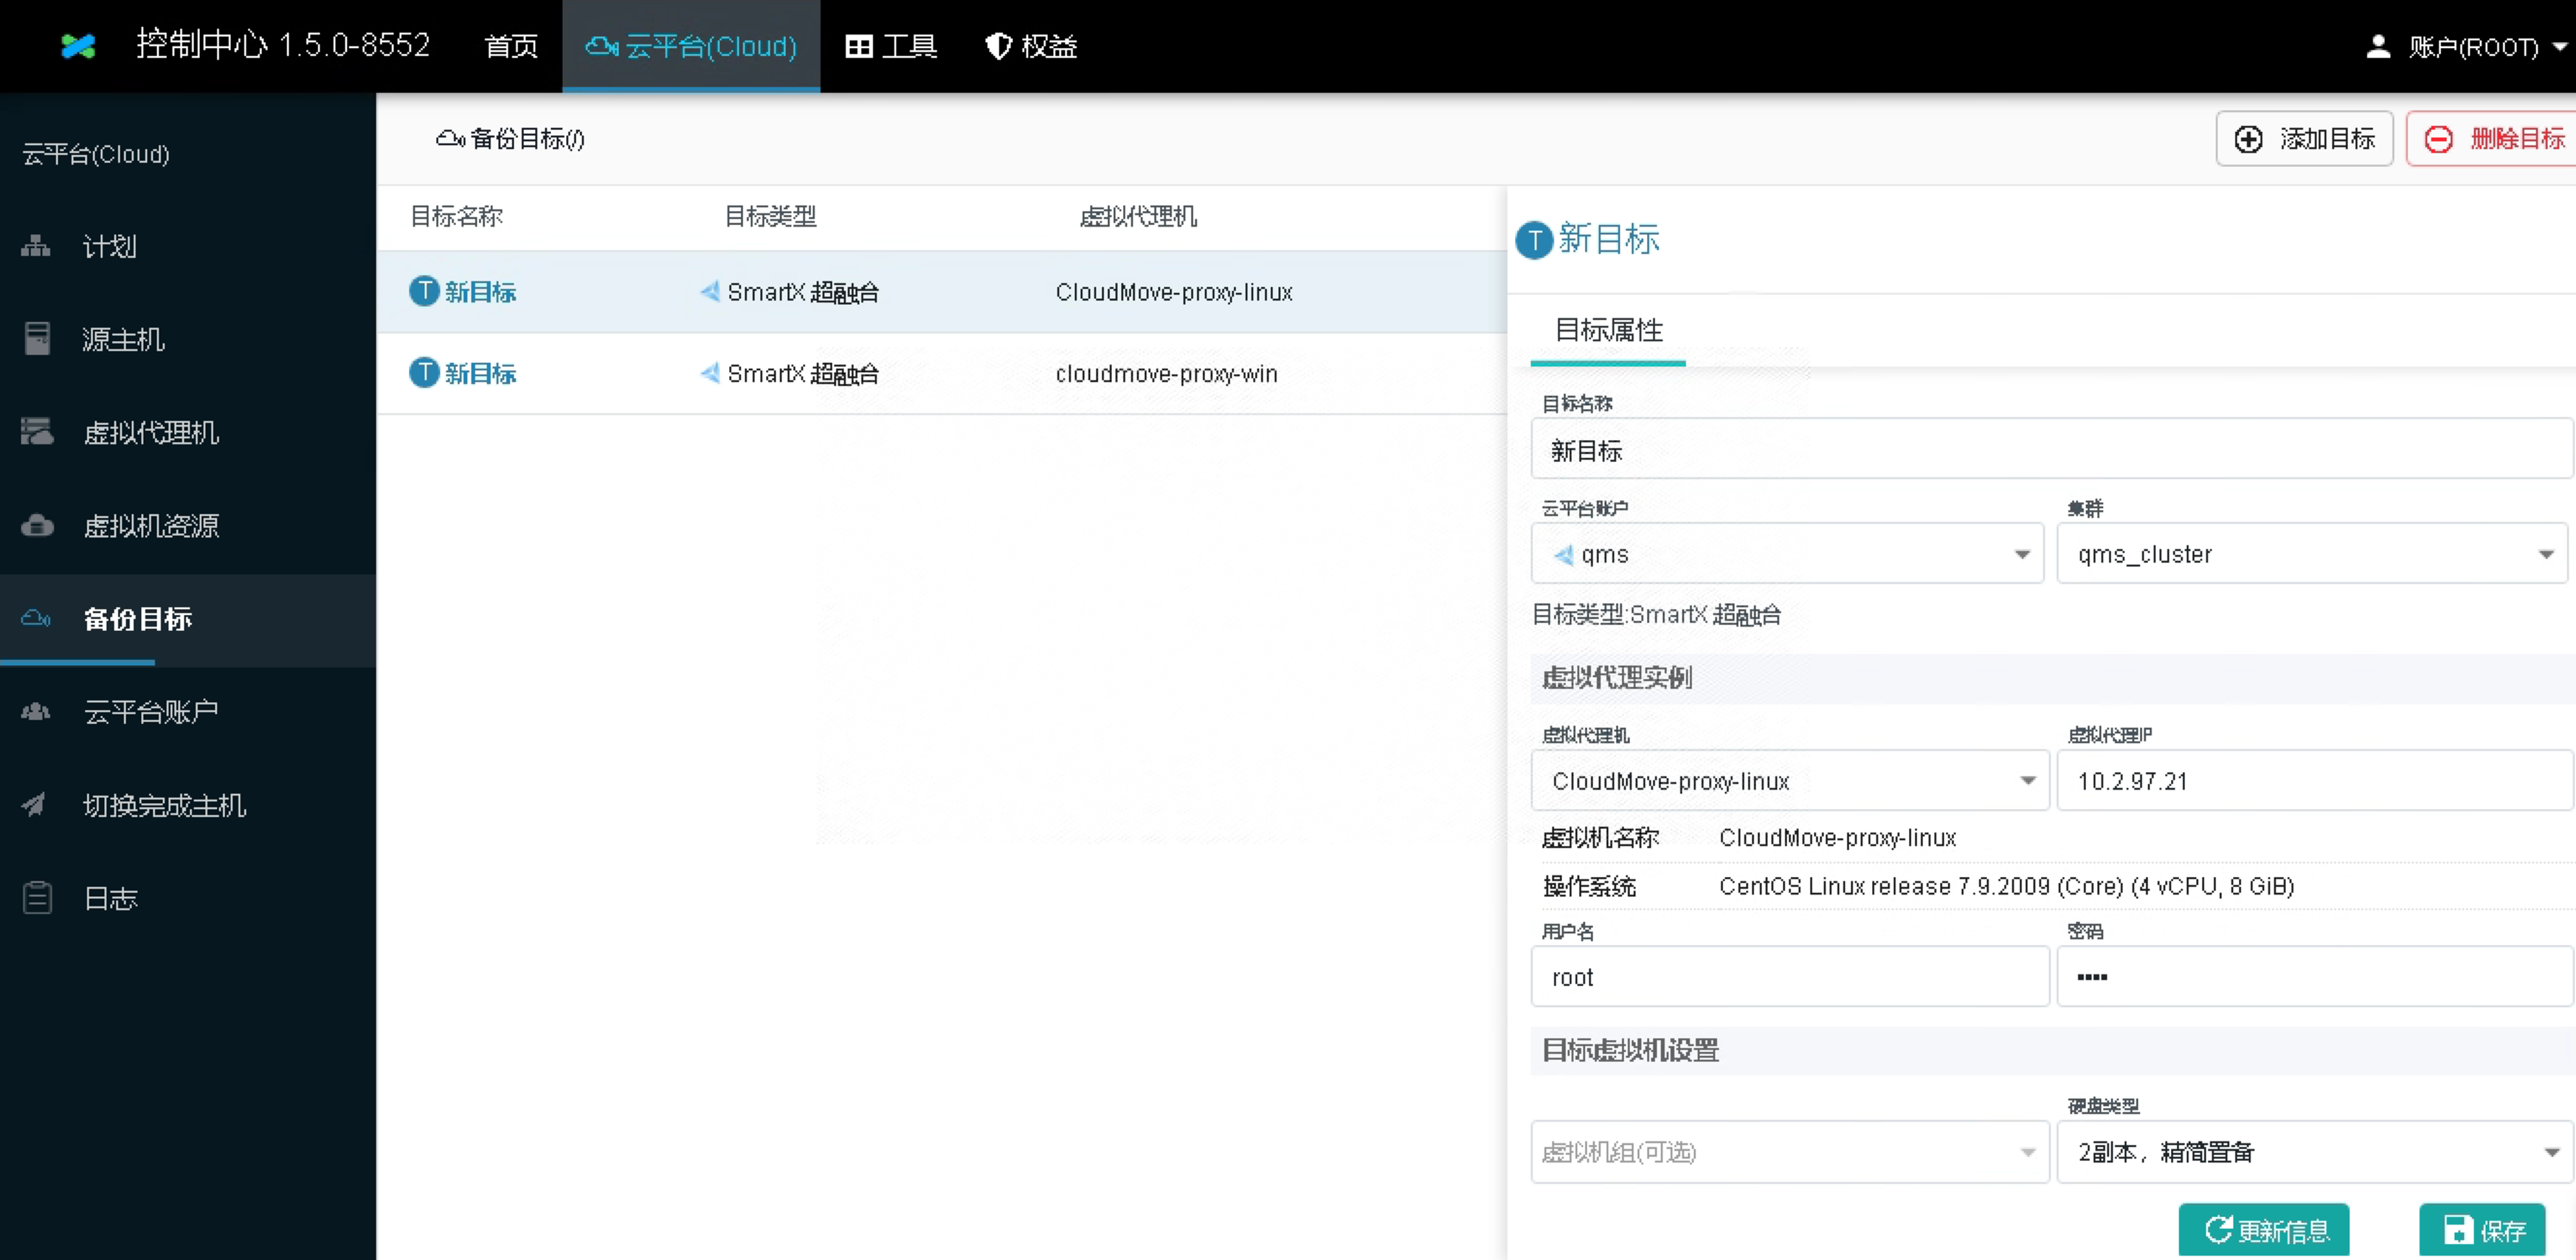 控制中心 1.5.0-8552 首页 云平台(Cloud) 工具 权益 账户(ROOT)
云平台(Cloud)
计划
源主机
虚拟代理机
虚拟机资源
备份目标
云平台账户
切换完成主机
日志
备份目标(/) 添加目标 删除目标
目标名称 目标类型 虚拟代理机
T 新目标 SmartX 超融合 CloudMove-proxy-linux
T 新目标 SmartX 超融合 cloudmove-proxy-win
T 新目标
目标属性
目标名称
新目标
云平台账户 集群
qms qms_cluster
目标类型:SmartX 超融合
虚拟代理实例
虚拟代理机 虚拟代理IP
CloudMove-proxy-linux 10.2.97.21
虚拟机名称 CloudMove-proxy-linux
操作系统 CentOS Linux release 7.9.2009 (Core) (4 vCPU, 8 GiB)
用户名 密码
root ••••
目标虚拟机设置
硬盘类型
虚拟机组(可选) 2副本，精简置备
更新信息 保存